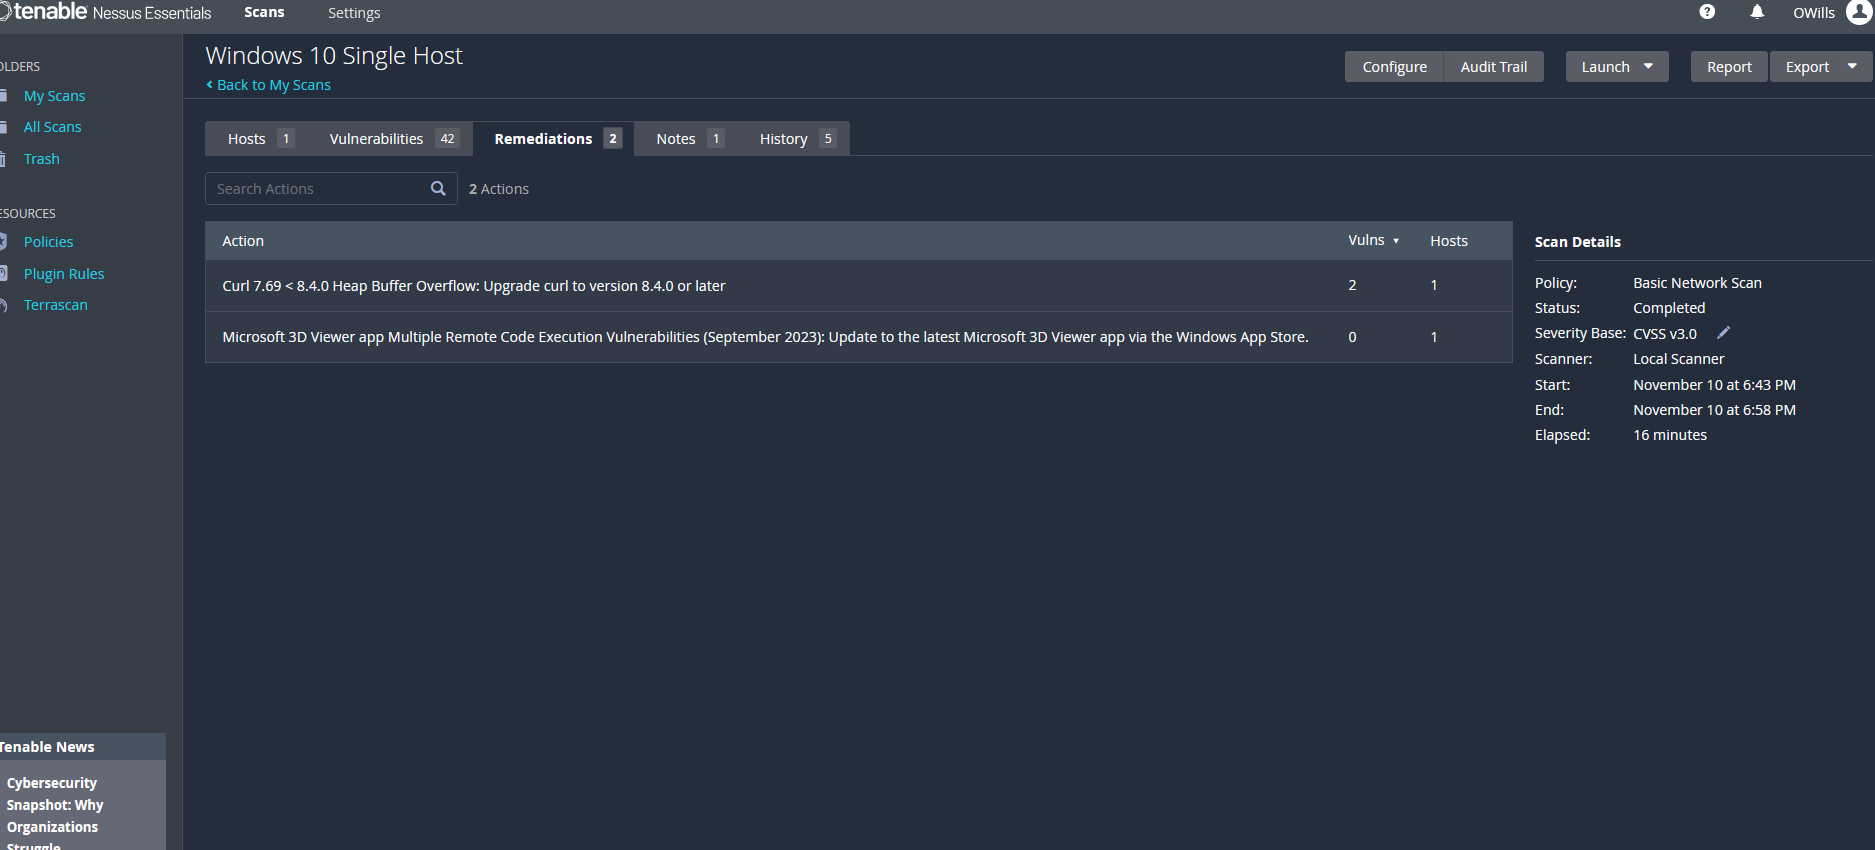 tenable Nessus Essentials Scans Settings OWills
Windows 10 Single Host
Back to My Scans
Configure Audit Trail Launch Report Export
OLDERS
My Scans
All Scans
Trash
ESOURCES
Policies
Plugin Rules
Terrascan
Hosts 1 Vulnerabilities 42 Remediations 2 Notes 1 History 5
Search Actions 2 Actions
Action Vulns Hosts
Curl 7.69 < 8.4.0 Heap Buffer Overflow: Upgrade curl to version 8.4.0 or later 2 1
Microsoft 3D Viewer app Multiple Remote Code Execution Vulnerabilities (September 2023): Update to the latest Microsoft 3D Viewer app via the Windows App Store. 0 1
Scan Details
Policy: Basic Network Scan
Status: Completed
Severity Base: CVSS v3.0
Scanner: Local Scanner
Start: November 10 at 6:43 PM
End: November 10 at 6:58 PM
Elapsed: 16 minutes
Tenable News
Cybersecurity
Snapshot: Why
Organizations
Struggle